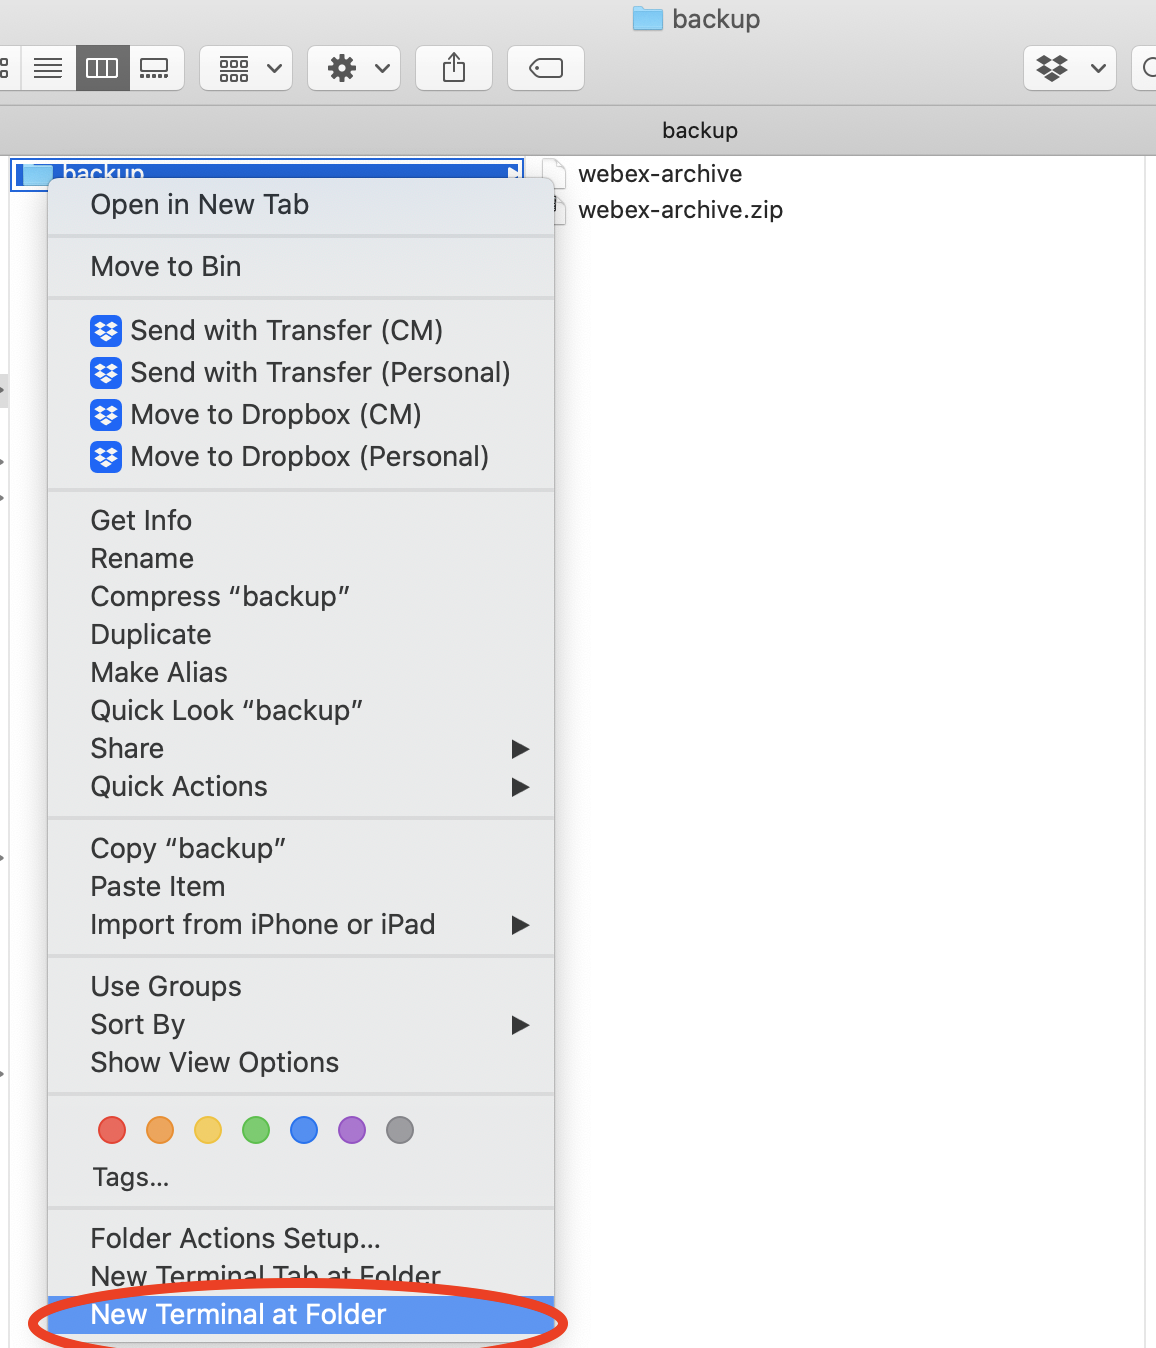 backup
backup
backup
webex-archive
webex-archive.zip
Open in New Tab
Move to Bin
Send with Transfer (CM)
Send with Transfer (Personal)
Move to Dropbox (CM)
Move to Dropbox (Personal)
Get Info
Rename
Compress “backup”
Duplicate
Make Alias
Quick Look “backup”
Share
Quick Actions
Copy “backup”
Paste Item
Import from iPhone or iPad
Use Groups
Sort By
Show View Options
Tags...
Folder Actions Setup...
New Terminal Tab at Folder
New Terminal at Folder